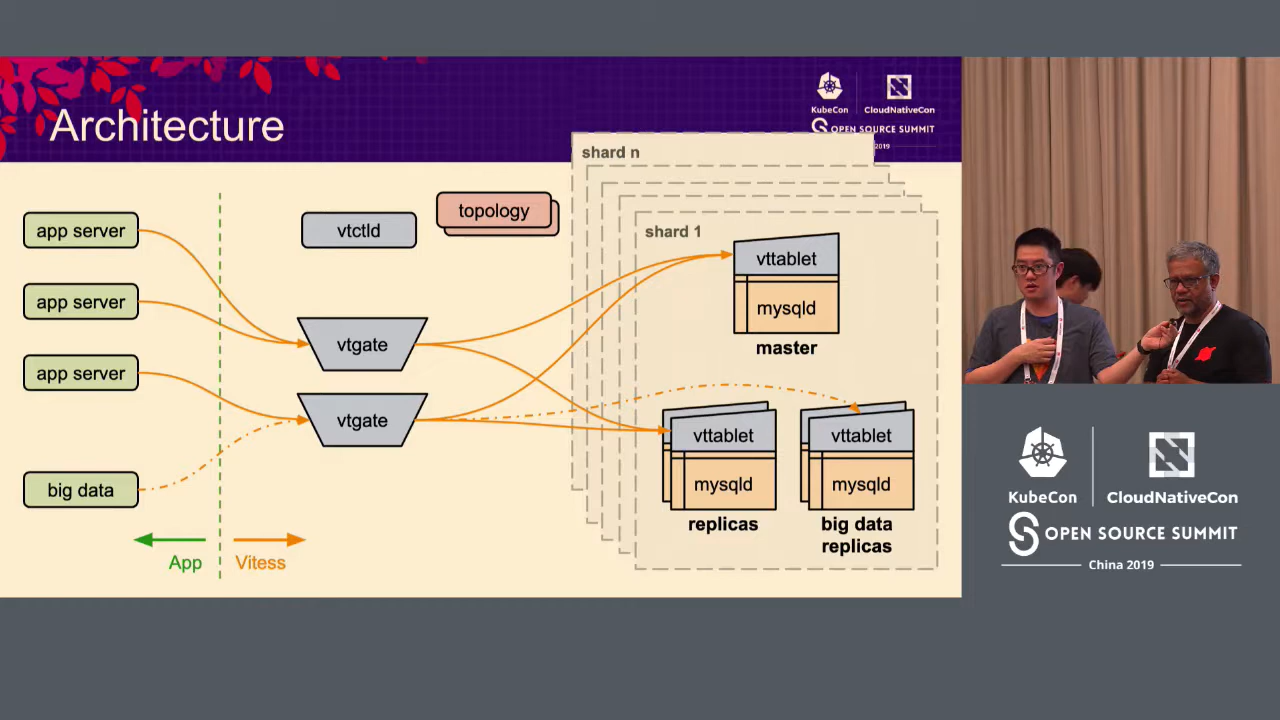 Architecture
KubeCon
CloudNativeCon
OPEN SOURCE SUMMIT
2019
shard n
shard 1
app server
app server
app server
big data
vtctld
topology
vtgate
vtgate
vttablet
mysqld
master
vttablet
mysqld
replicas
vttablet
mysqld
big data
replicas
App
Vitess
KubeCon
CloudNativeCon
OPEN SOURCE SUMMIT
China 2019